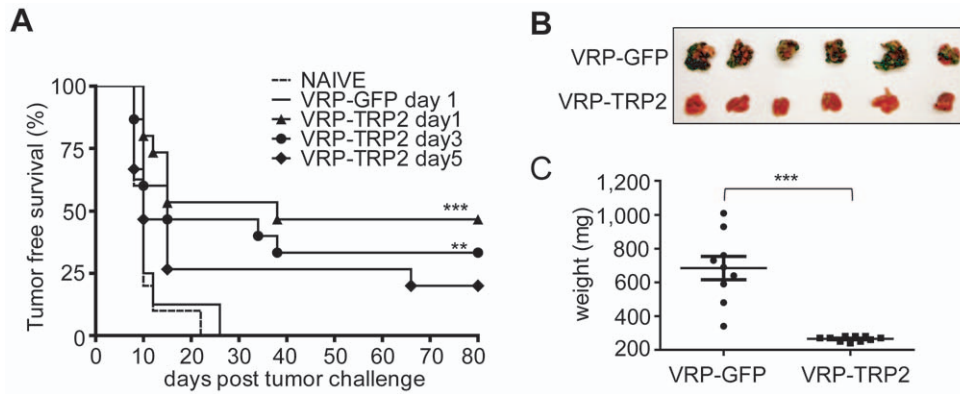 A
Tumor free survival (%)
100
75
50
25
0
NAIVE
VRP-GFP day 1
VRP-TRP2 day1
VRP-TRP2 day3
VRP-TRP2 day5
***
**
0 10 20 30 40 50 60 70 80
days post tumor challenge
B
VRP-GFP
VRP-TRP2
C
***
weight (mg)
1,200
1,000
800
600
400
200
VRP-GFP VRP-TRP2